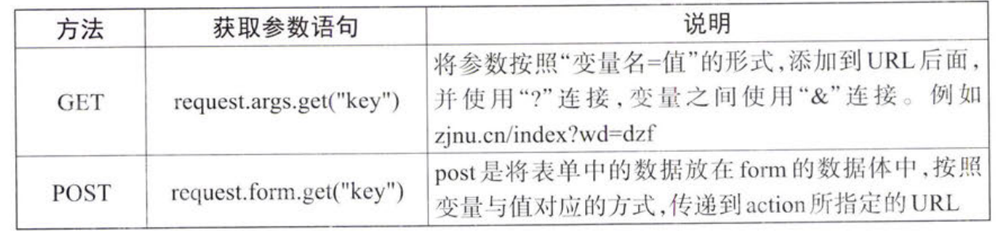 方法 获取参数语句 说明
GET request.args.get("key") 将参数按照“变量名=值”的形式,添加到URL后面,
并使用“?”连接,变量之间使用“&”连接。例如
zjnu.cn/index?wd=dzf
POST request.form.get("key") post是将表单中的数据放在form的数据体中,按照
变量与值对应的方式,传递到action所指定的URL